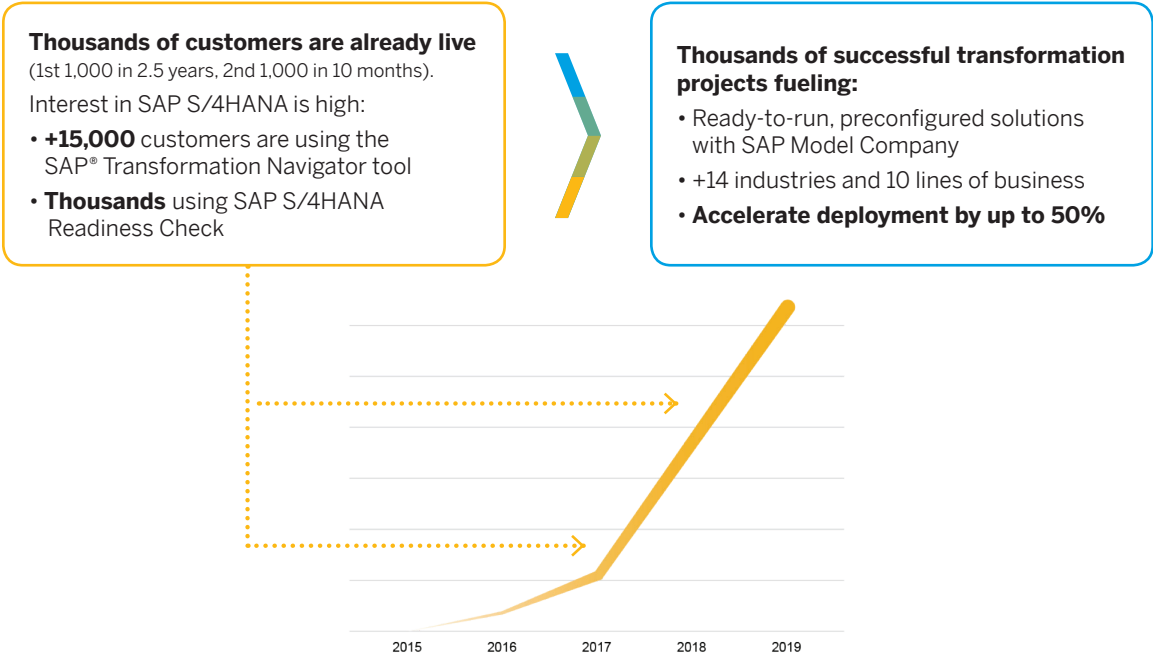 Thousands of customers are already live
(1st 1,000 in 2.5 years, 2nd 1,000 in 10 months).
Interest in SAP S/4HANA is high:
• +15,000 customers are using the
SAP® Transformation Navigator tool
• Thousands using SAP S/4HANA
Readiness Check
Thousands of successful transformation
projects fueling:
• Ready-to-run, preconfigured solutions
with SAP Model Company
• +14 industries and 10 lines of business
• Accelerate deployment by up to 50%
2015 2016 2017 2018 2019